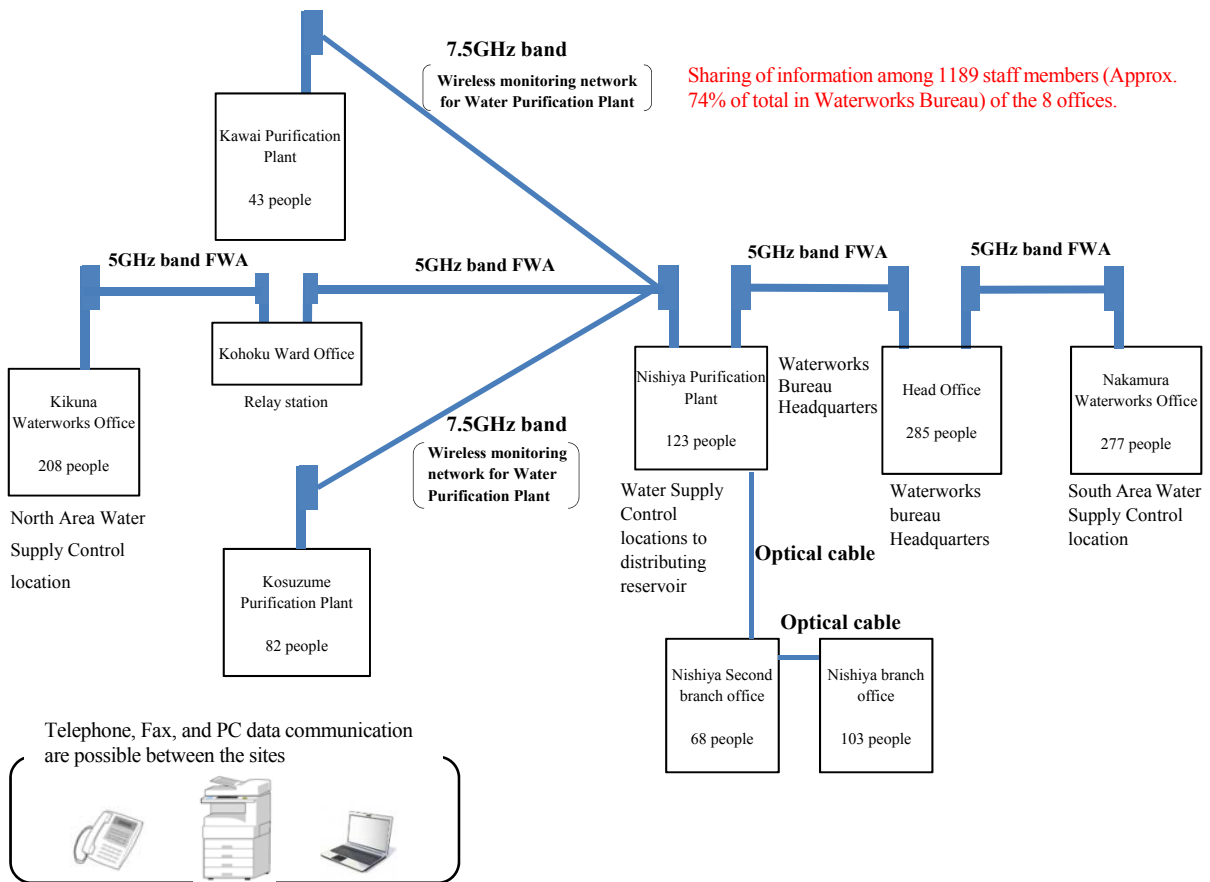 7.5GHz band
Wireless monitoring network
for Water Purification Plant
Sharing of information among 1189 staff members (Approx.
74% of total in Waterworks Bureau) of the 8 offices.
Kawai Purification
Plant
43 people
5GHz band FWA
5GHz band FWA
5GHz band FWA
5GHz band FWA
Kohoku Ward Office
Relay station
Kikuna
Waterworks Office
208 people
North Area Water
Supply Control
location
7.5GHz band
Wireless monitoring
network for Water
Purification Plant
Kosuzume
Purification Plant
82 people
Nishiya Purification
Plant
123 people
Water Supply
Control
locations to
distributing
reservoir
Waterworks
Bureau
Headquarters
Head Office
285 people
Waterworks
bureau
Headquarters
Nakamura
Waterworks Office
277 people
South Area Water
Supply Control
location
Optical cable
Optical cable
Nishiya Second
branch office
68 people
Nishiya branch
office
103 people
Telephone, Fax, and PC data communication
are possible between the sites